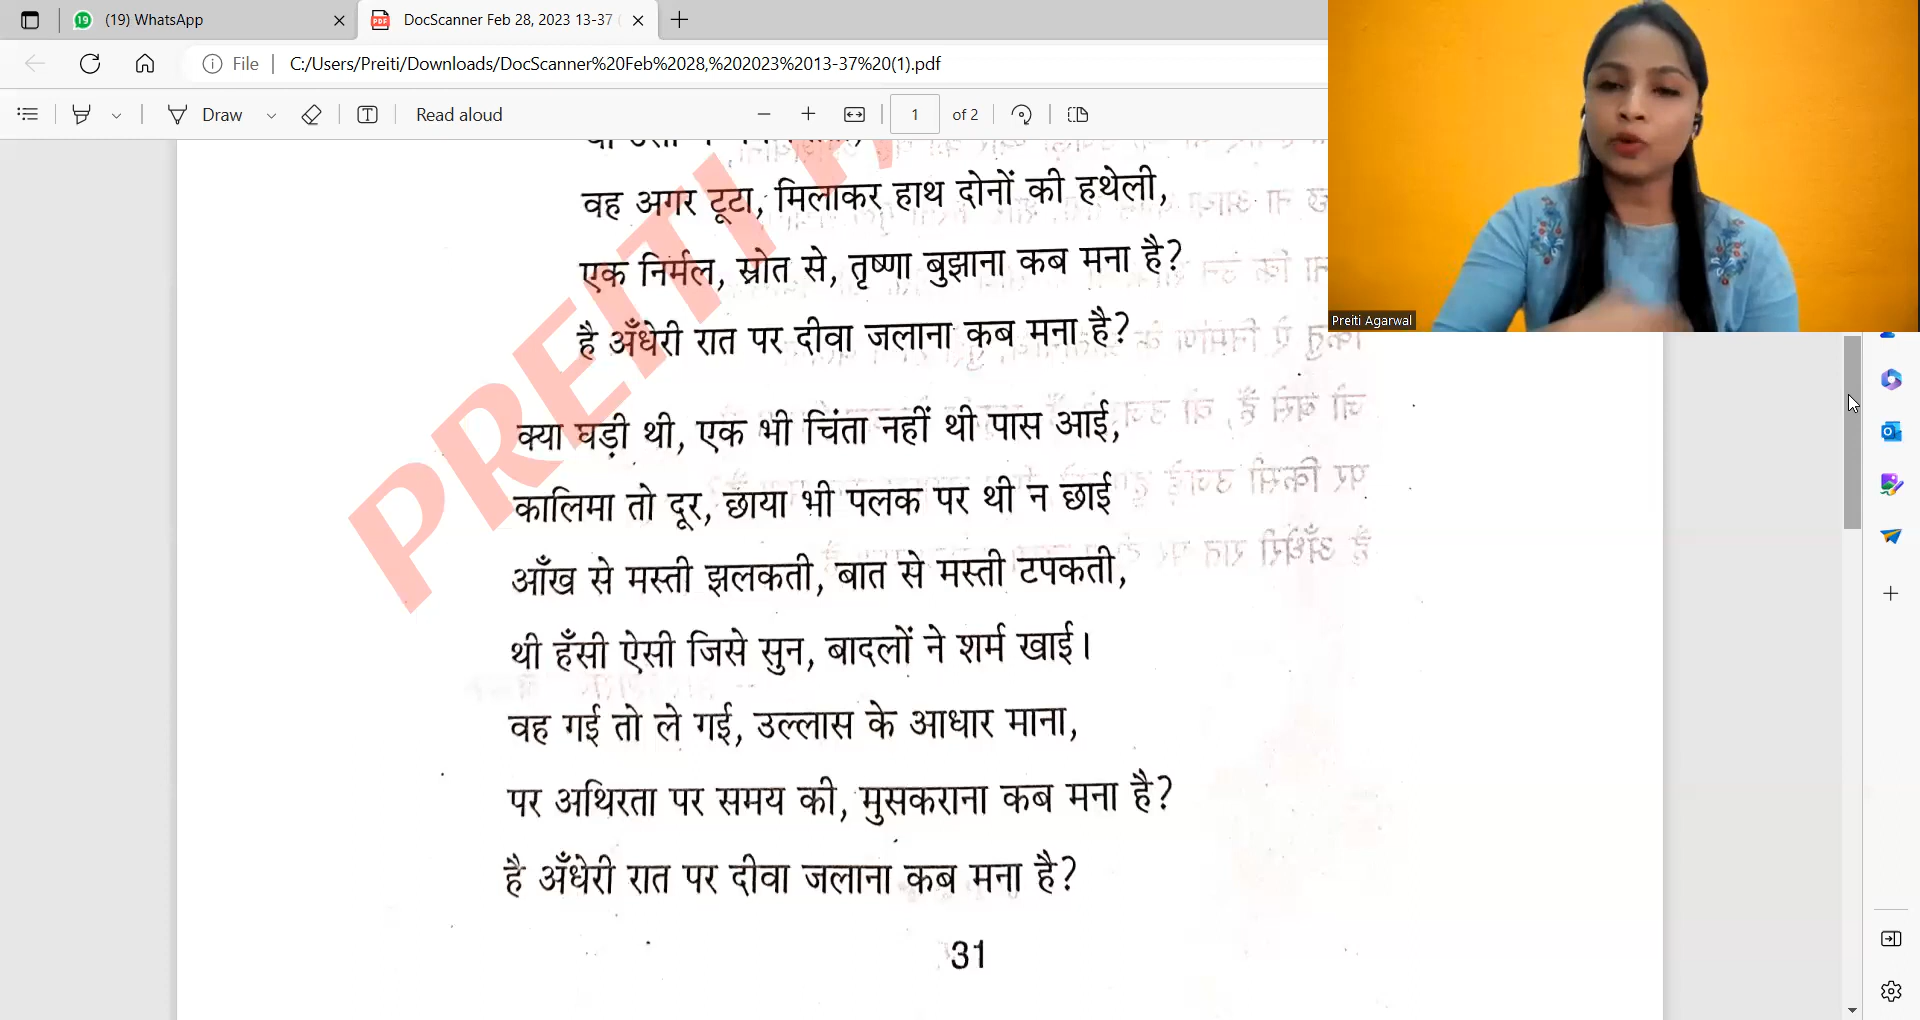 (19) WhatsApp
DocScanner Feb 28, 2023 13-37 (
File
C:/Users/Preiti/Downloads/DocScanner%20Feb%2028,%202023%2013-37%20(1).pdf
Draw
Read aloud
1
of 2
Preiti Agarwal
PREITI
वह अगर टूटा, मिलाकर हाथ दोनों की हथेली,
एक निर्मल, स्रोत से, तृष्णा बुझाना कब मना है?
है अँधेरी रात पर दीवा जलाना कब मना है?
क्या घड़ी थी, एक भी चिंता नहीं थी पास आई,
कालिमा तो दूर, छाया भी पलक पर थी न छाई
आँख से मस्ती झलकती, बात से मस्ती टपकती,
थी हँसी ऐसी जिसे सुन, बादलों ने शर्म खाई।
वह गई तो ले गई, उल्लास के आधार माना,
पर अथिरता पर समय की, मुसकराना कब मना है?
है अँधेरी रात पर दीवा जलाना कब मना है?
31